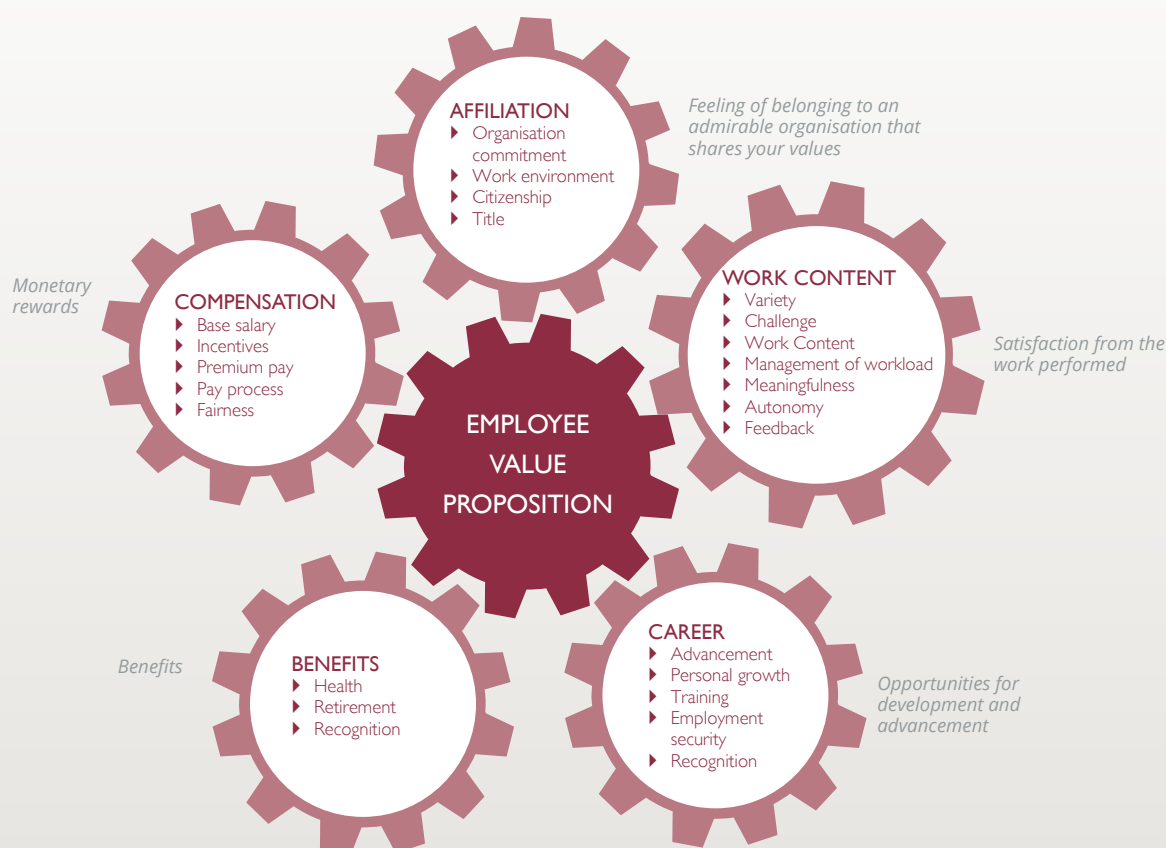 AFFILIATION
Organisation
commitment
Work environment
Citizenship
Title
Feeling of belonging to an
admirable organisation that
shares your values
Monetary
rewards
COMPENSATION
Base salary
Incentives
Premium pay
Pay process
Fairness
WORK CONTENT
Variety
Challenge
Work Content
Management of workload
Meaningfulness
Autonomy
Feedback
Satisfaction from the
work performed
EMPLOYEE
VALUE
PROPOSITION
Benefits
BENEFITS
Health
Retirement
Recognition
CAREER
Advancement
Personal growth
Training
Employment
security
Recognition
Opportunities for
development and
advancement